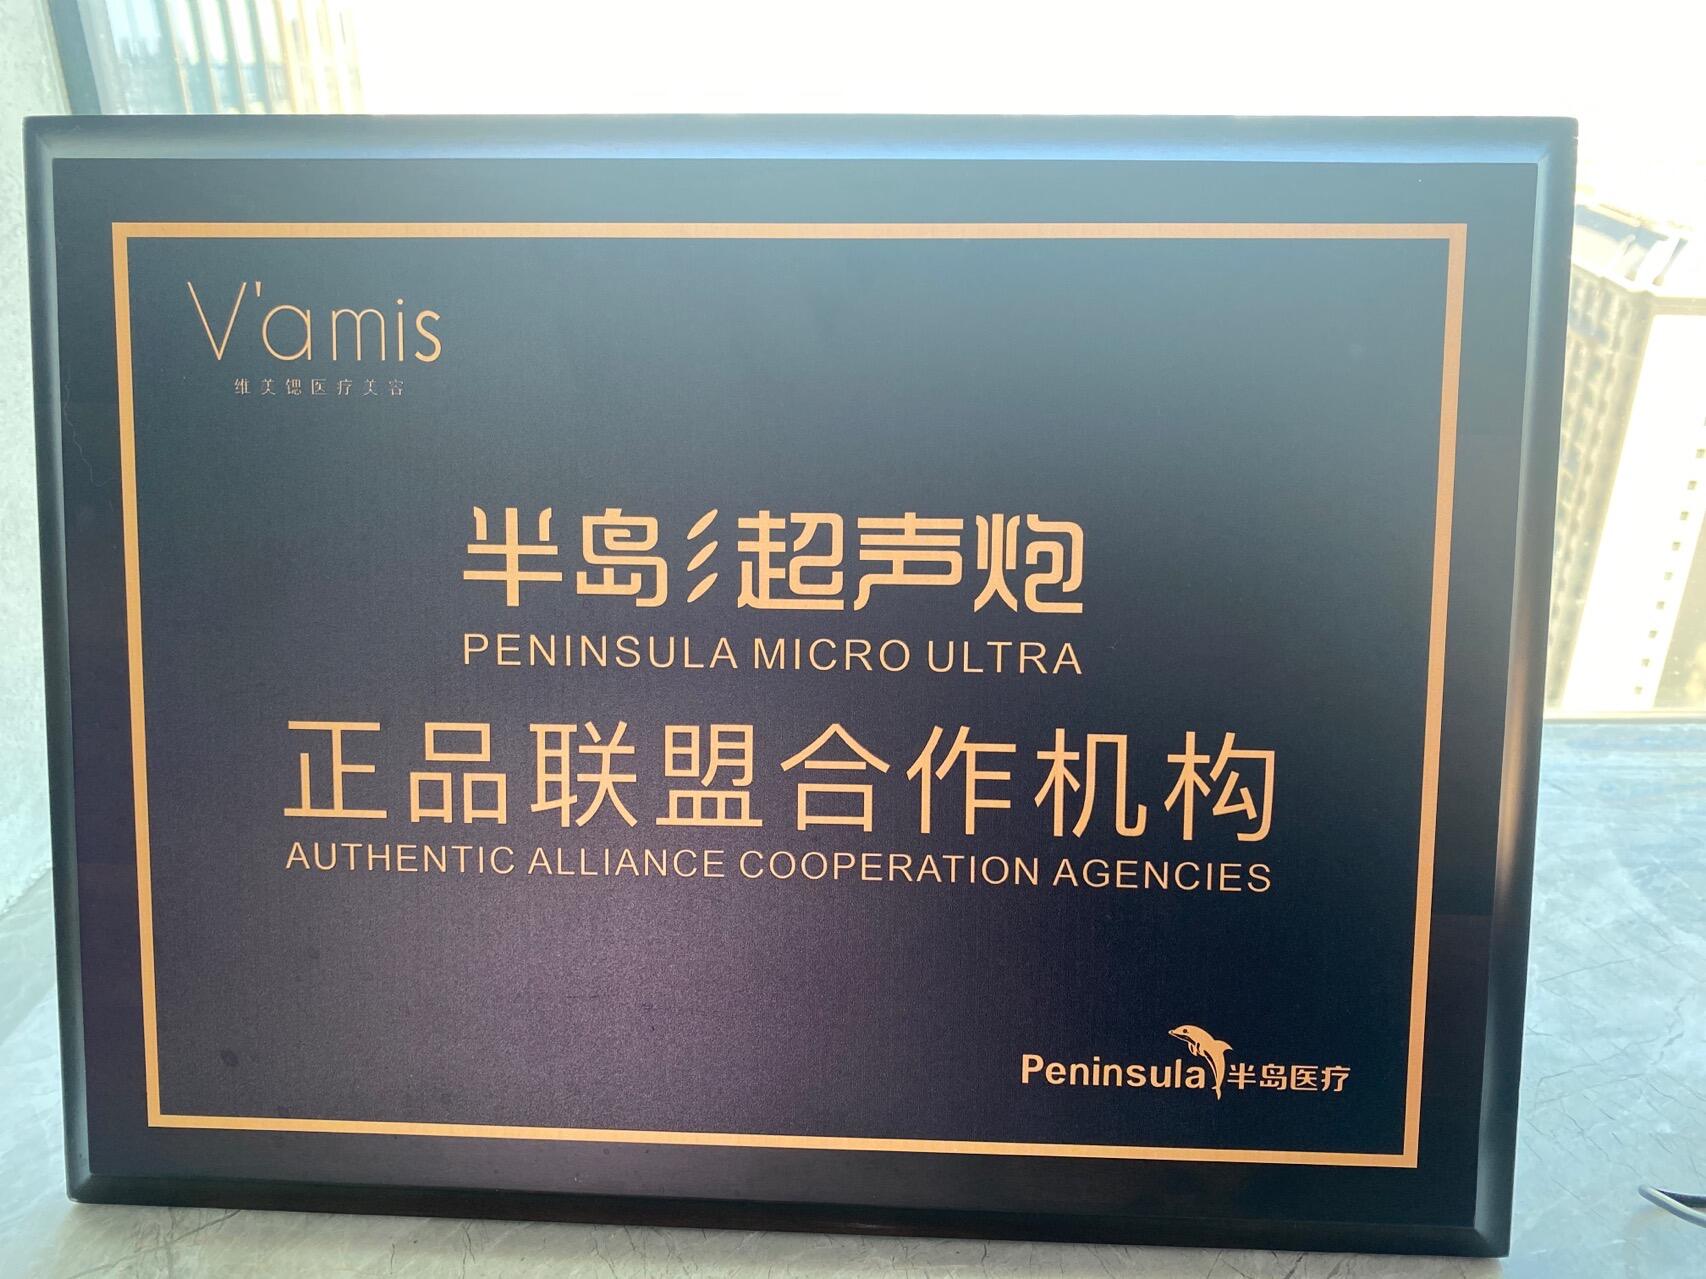 V'amis
维美锶医疗美容
半岛超声炮
PENINSULA MICRO ULTRA
正品联盟合作机构
AUTHENTIC ALLIANCE COOPERATION AGENCIES
Peninsula 半岛医疗